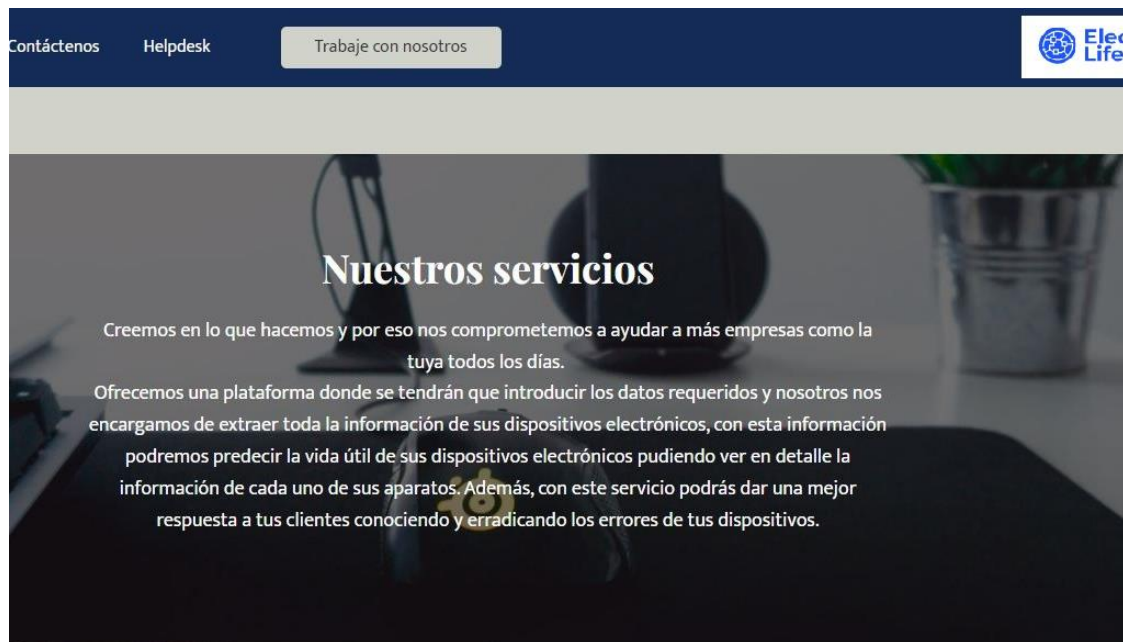 Contáctenos
Helpdesk
Trabaje con nosotros
Elec
Life
Nuestros servicios
Creemos en lo que hacemos y por eso nos comprometemos a ayudar a más empresas como la
tuya todos los días.
Ofrecemos una plataforma donde se tendrán que introducir los datos requeridos y nosotros nos
encargamos de extraer toda la información de sus dispositivos electrónicos, con esta información
podremos predecir la vida útil de sus dispositivos electrónicos pudiendo ver en detalle la
información de cada uno de sus aparatos. Además, con este servicio podrás dar una mejor
respuesta a tus clientes conociendo y erradicando los errores de tus dispositivos.